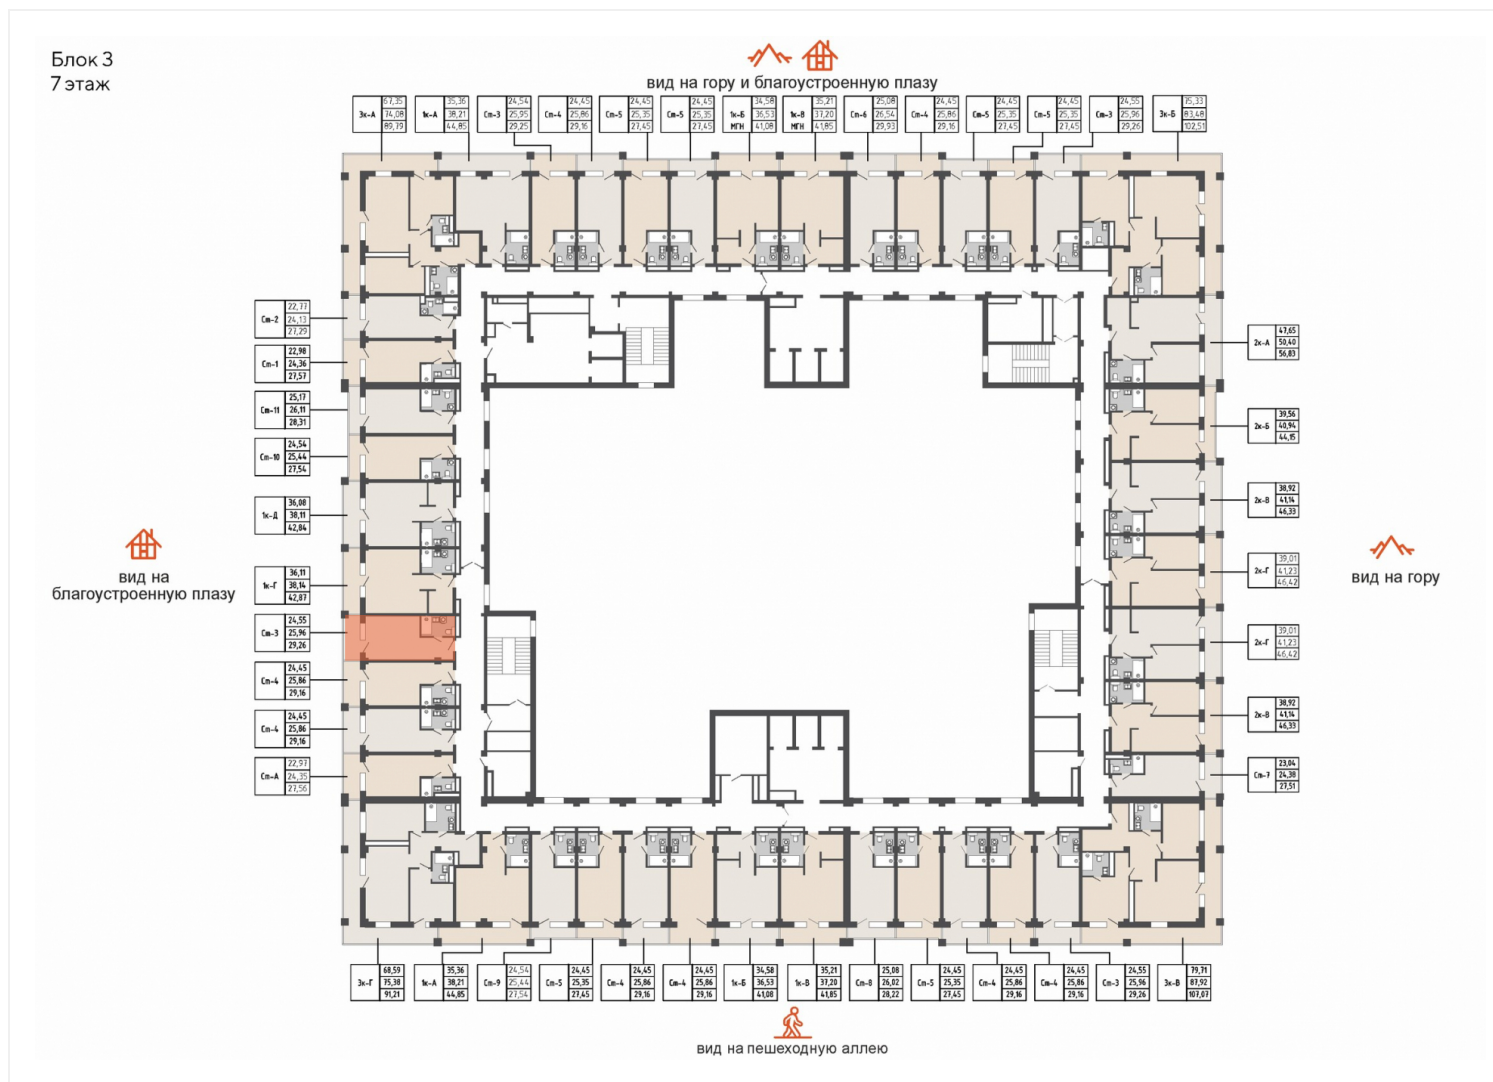 Блок 3
7 этаж
вид на гору и благоустроенную плазу
3к-А 67,35 74,08 89,79
1к-А 35,36 38,21 44,85
Ст-3 24,54 25,95 29,25
Ст-4 24,45 25,86 29,16
Ст-5 24,45 25,35 27,45
Ст-5 24,45 25,35 27,45
1к-Б МГН 34,58 36,53 41,08
1к-В МГН 35,21 37,20 41,85
Ст-6 25,08 26,54 29,93
Ст-4 24,45 25,86 29,16
Ст-5 24,45 25,35 27,45
Ст-5 24,45 25,35 27,45
Ст-3 24,55 25,96 29,26
3к-Б 75,33 83,48 102,51
Ст-2 22,77 24,13 27,29
Ст-1 22,98 24,36 27,57
Ст-11 25,17 26,11 28,31
Ст-10 24,54 25,44 27,54
1к-Д 36,08 38,11 42,84
1к-Г 36,11 38,14 42,87
Ст-3 24,55 25,96 29,26
Ст-4 24,45 25,86 29,16
Ст-4 24,45 25,86 29,16
Ст-А 22,97 24,35 27,56
вид на
благоустроенную плазу
2к-А 47,65 50,40 56,83
2к-Б 39,56 40,94 44,15
2к-В 38,92 41,14 46,33
2к-Г 39,01 41,23 46,42
2к-Г 39,01 41,23 46,42
2к-В 38,92 41,14 46,33
Ст-7 23,04 24,38 27,51
вид на гору
3к-Г 68,59 75,38 91,21
1к-А 35,36 38,21 44,85
Ст-9 24,54 25,44 27,54
Ст-5 24,45 25,35 27,45
Ст-4 24,45 25,86 29,16
Ст-4 24,45 25,86 29,16
1к-Б 34,58 36,53 41,08
1к-В 35,21 37,20 41,85
Ст-8 25,08 26,02 28,22
Ст-5 24,45 25,35 27,45
Ст-4 24,45 25,86 29,16
Ст-4 24,45 25,86 29,16
Ст-3 24,55 25,96 29,26
3к-В 79,71 87,92 107,07
вид на пешеходную аллею